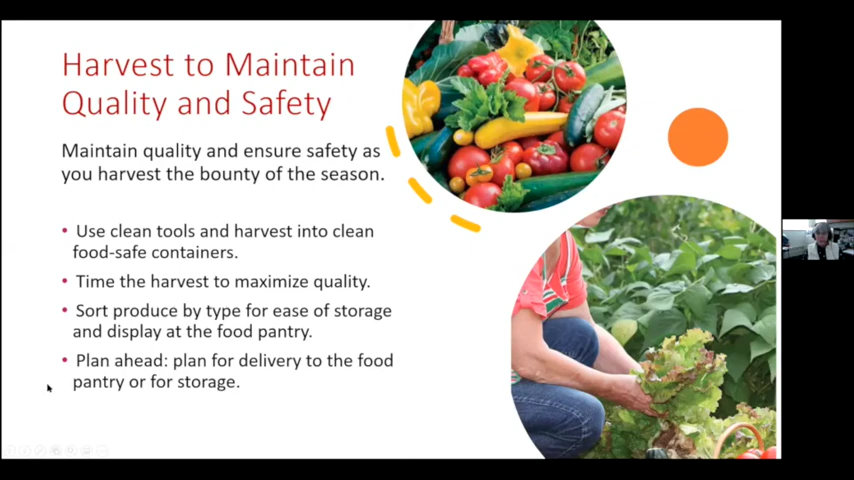 Harvest to Maintain
Quality and Safety
Maintain quality and ensure safety as
you harvest the bounty of the season.
• Use clean tools and harvest into clean
food-safe containers.
• Time the harvest to maximize quality.
• Sort produce by type for ease of storage
and display at the food pantry.
• Plan ahead: plan for delivery to the food
pantry or for storage.